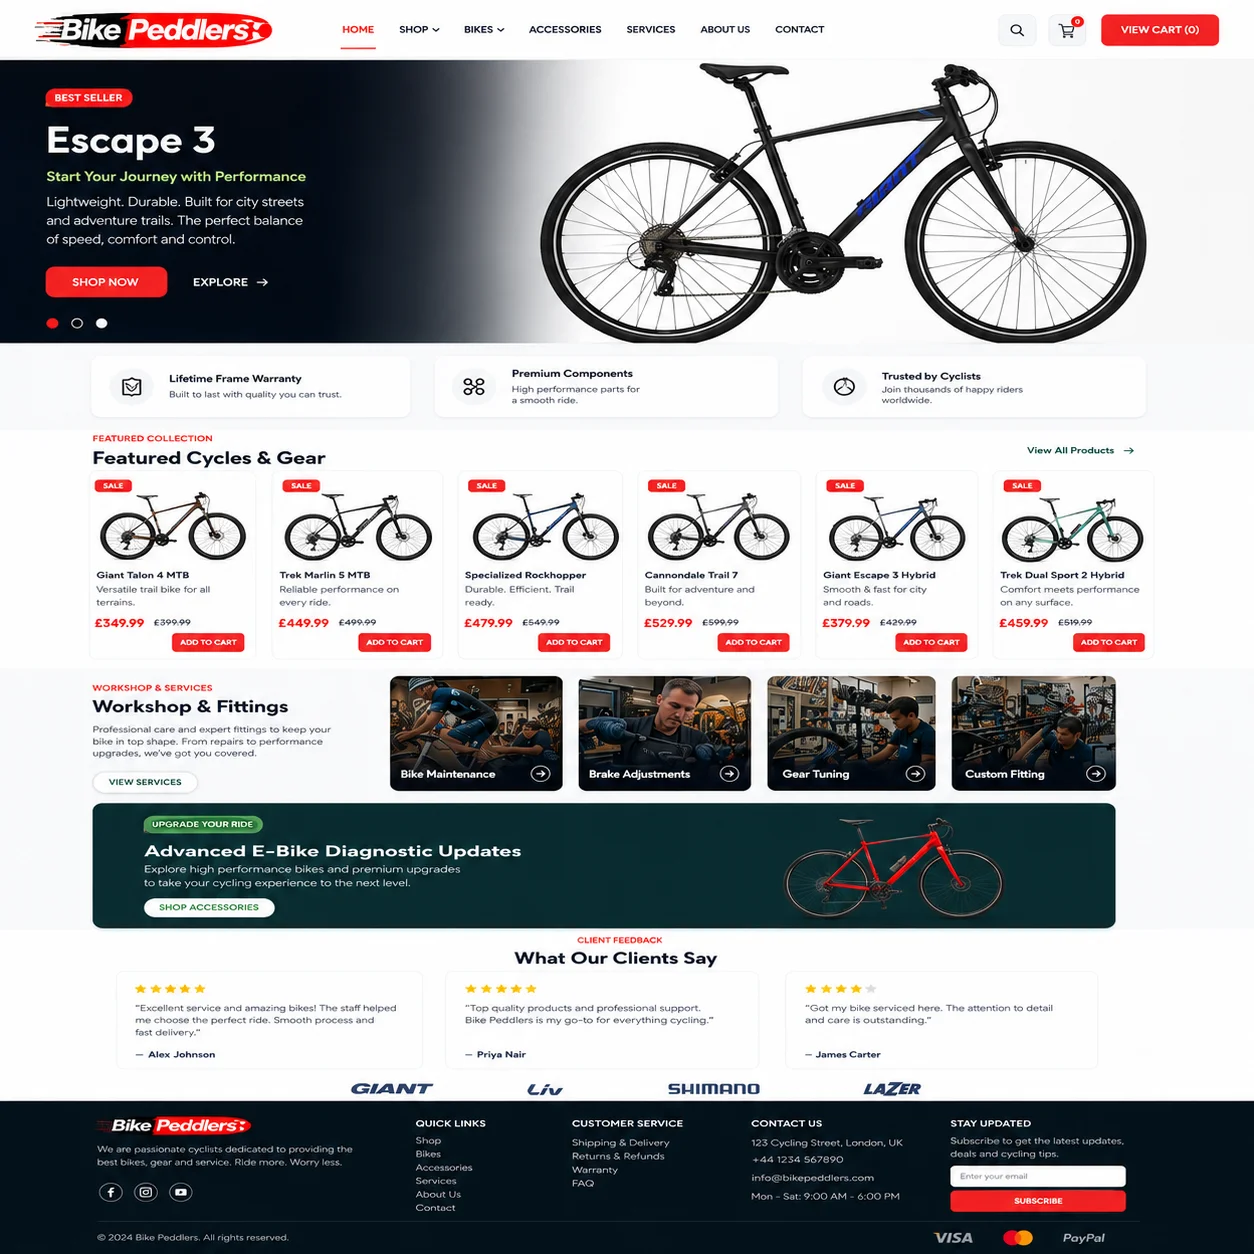 Bike Peddlers
HOME
SHOP
BIKES
ACCESSORIES
SERVICES
ABOUT US
CONTACT
0
VIEW CART (0)
BEST SELLER
Escape 3
Start Your Journey with Performance
Lightweight. Durable. Built for city streets
and adventure trails. The perfect balance
of speed, comfort and control.
SHOP NOW
EXPLORE →
GIANT
Lifetime Frame Warranty
Built to last with quality you can trust.
Premium Components
High performance parts for
a smooth ride.
Trusted by Cyclists
Join thousands of happy riders
worldwide.
FEATURED COLLECTION
Featured Cycles & Gear
View All Products →
SALE
Giant Talon 4 MTB
Versatile trail bike for all
terrains.
£349.99 £399.99
ADD TO CART
SALE
Trek Marlin 5 MTB
Reliable performance on
every ride.
£449.99 £499.99
ADD TO CART
SALE
Specialized Rockhopper
Durable. Efficient. Trail
ready.
£479.99 £549.99
ADD TO CART
SALE
Cannondale Trail 7
Built for adventure and
beyond.
£529.99 £599.99
ADD TO CART
SALE
Giant Escape 3 Hybrid
Smooth & fast for city
and roads.
£379.99 £429.99
ADD TO CART
SALE
Trek Dual Sport 2 Hybrid
Comfort meets performance
on any surface.
£459.99 £519.99
ADD TO CART
WORKSHOP & SERVICES
Workshop & Fittings
Professional care and expert fittings to keep your
bike in top shape. From repairs to performance
upgrades, we've got you covered.
VIEW SERVICES
Bike Maintenance
Brake Adjustments
Gear Tuning
Custom Fitting
UPGRADE YOUR RIDE
Advanced E-Bike Diagnostic Updates
Explore high performance bikes and premium upgrades
to take your cycling experience to the next level.
SHOP ACCESSORIES
CLIENT FEEDBACK
What Our Clients Say
"Excellent service and amazing bikes! The staff helped
me choose the perfect ride. Smooth process and
fast delivery."
— Alex Johnson
"Top quality products and professional support.
Bike Peddlers is my go-to for everything cycling."
— Priya Nair
"Got my bike serviced here. The attention to detail
and care is outstanding."
— James Carter
GIANT
Liv
SHIMANO
LAZER
Bike Peddlers
We are passionate cyclists dedicated to providing the
best bikes, gear and service. Ride more. Worry less.
QUICK LINKS
Shop
Bikes
Accessories
Services
About Us
Contact
CUSTOMER SERVICE
Shipping & Delivery
Returns & Refunds
Warranty
FAQ
CONTACT US
123 Cycling Street, London, UK
+44 1234 567890
info@bikepeddlers.com
Mon - Sat: 9:00 AM - 6:00 PM
STAY UPDATED
Subscribe to get the latest updates,
deals and cycling tips.
Enter your email
SUBSCRIBE
© 2024 Bike Peddlers. All rights reserved.
VISA
PayPal